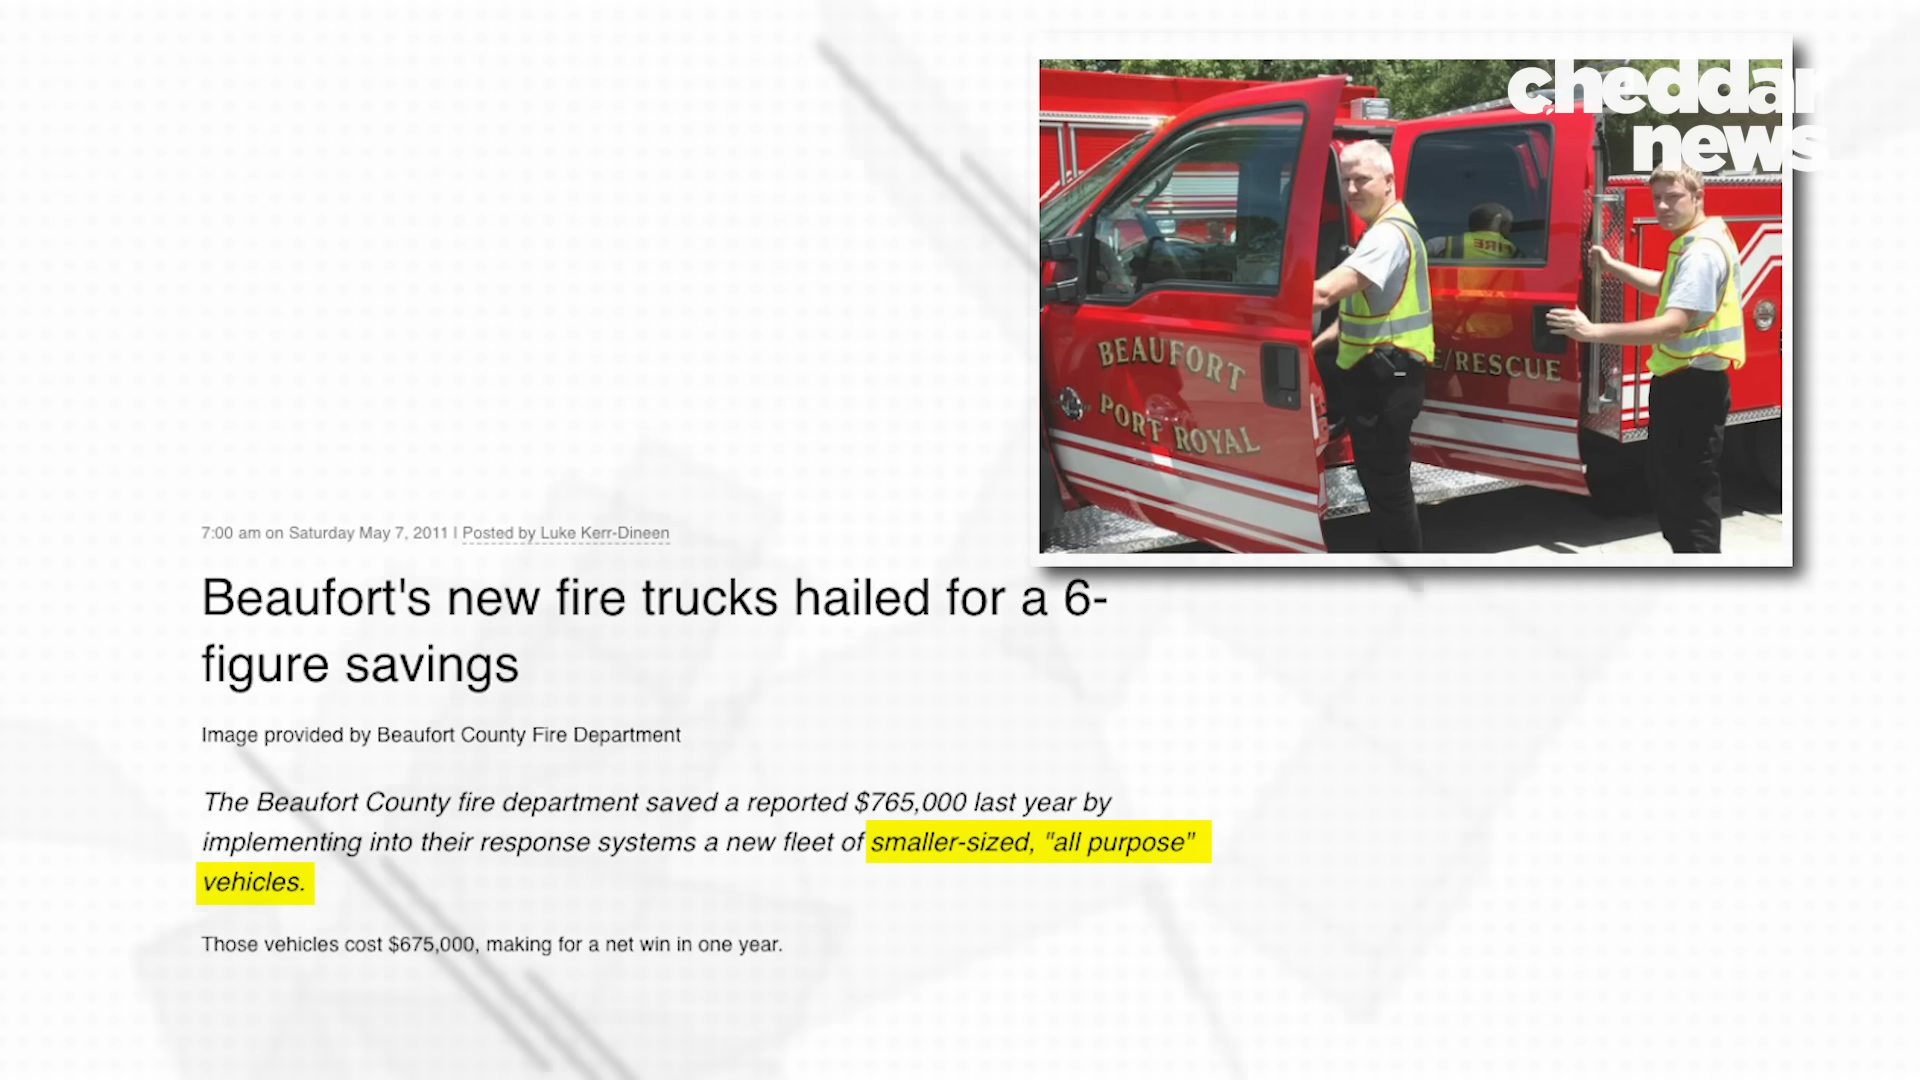 cheddar
news
BEAUFORT
PORT ROYAL
E/RESCUE
FIRE
7:00 am on Saturday May 7, 2011 | Posted by Luke Kerr-Dineen
Beaufort's new fire trucks hailed for a 6-
figure savings
Image provided by Beaufort County Fire Department
The Beaufort County fire department saved a reported $765,000 last year by
implementing into their response systems a new fleet of smaller-sized, "all purpose"
vehicles.
Those vehicles cost $675,000, making for a net win in one year.